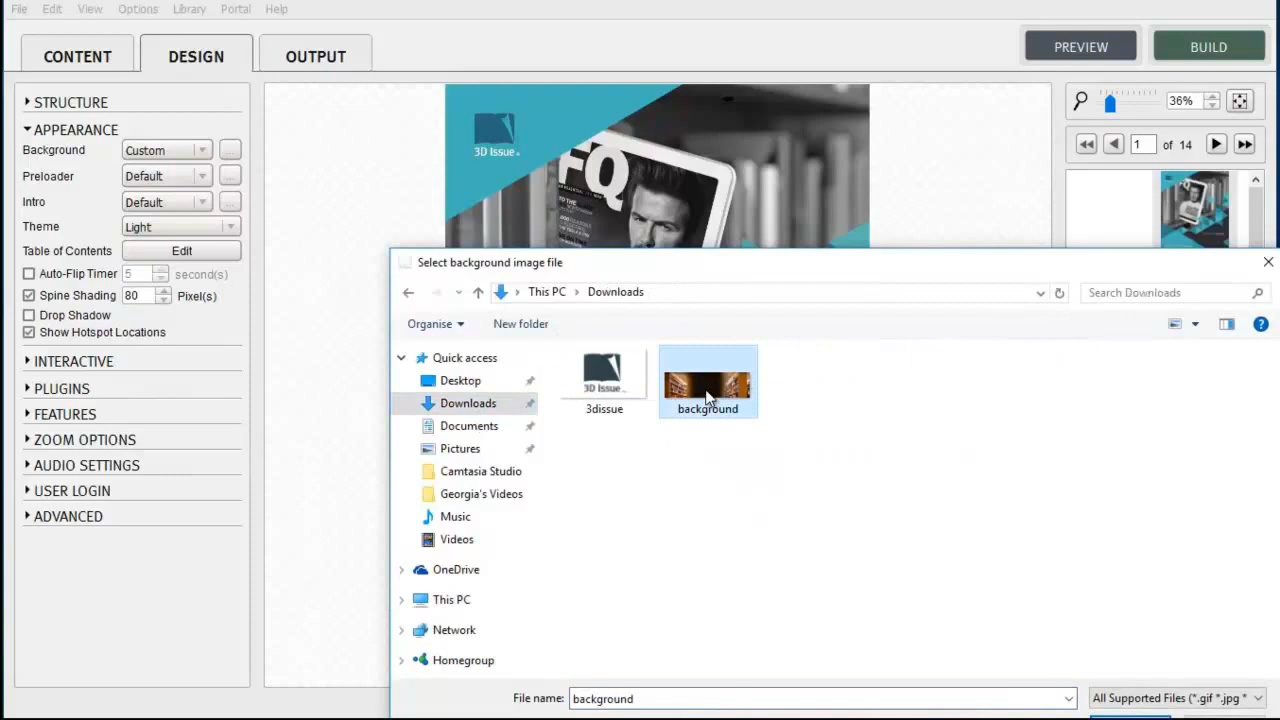 File Edit View Options Library Portal Help
CONTENT DESIGN OUTPUT PREVIEW BUILD
STRUCTURE
APPEARANCE
Background Custom ...
Preloader Default ...
Intro Default ...
Theme Light
Table of Contents Edit
Auto-Flip Timer 5 second(s)
Spine Shading 80 Pixel(s)
Drop Shadow
Show Hotspot Locations
INTERACTIVE
PLUGINS
FEATURES
ZOOM OPTIONS
AUDIO SETTINGS
USER LOGIN
ADVANCED
3D Issue
FQ
36%
1 of 14
Select background image file
This PC Downloads Search Downloads
Organise New folder
Quick access
Desktop
Downloads
Documents
Pictures
Camtasia Studio
Georgia's Videos
Music
Videos
OneDrive
This PC
Network
Homegroup
3D Issue
3dissue background
File name: background All Supported Files (*.gif *.jpg *